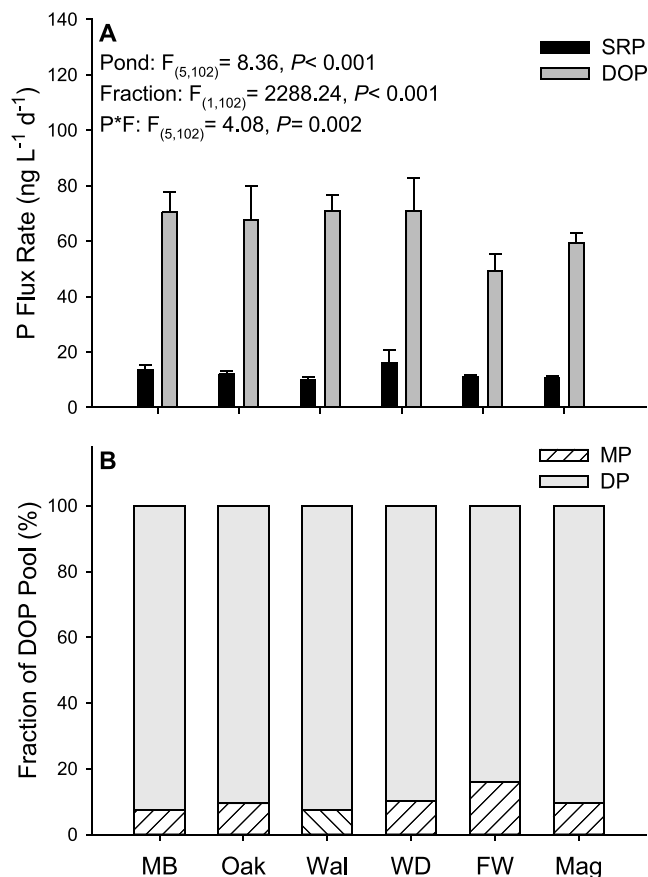 A
Pond: F(5,102)= 8.36, P< 0.001
Fraction: F(1,102)= 2288.24, P< 0.001
P*F: F(5,102)= 4.08, P= 0.002
SRP
DOP
P Flux Rate (ng L-1 d-1)
140
120
100
80
60
40
20
0
B
MP
DP
Fraction of DOP Pool (%)
100
80
60
40
20
0
MB Oak Wal WD FW Mag